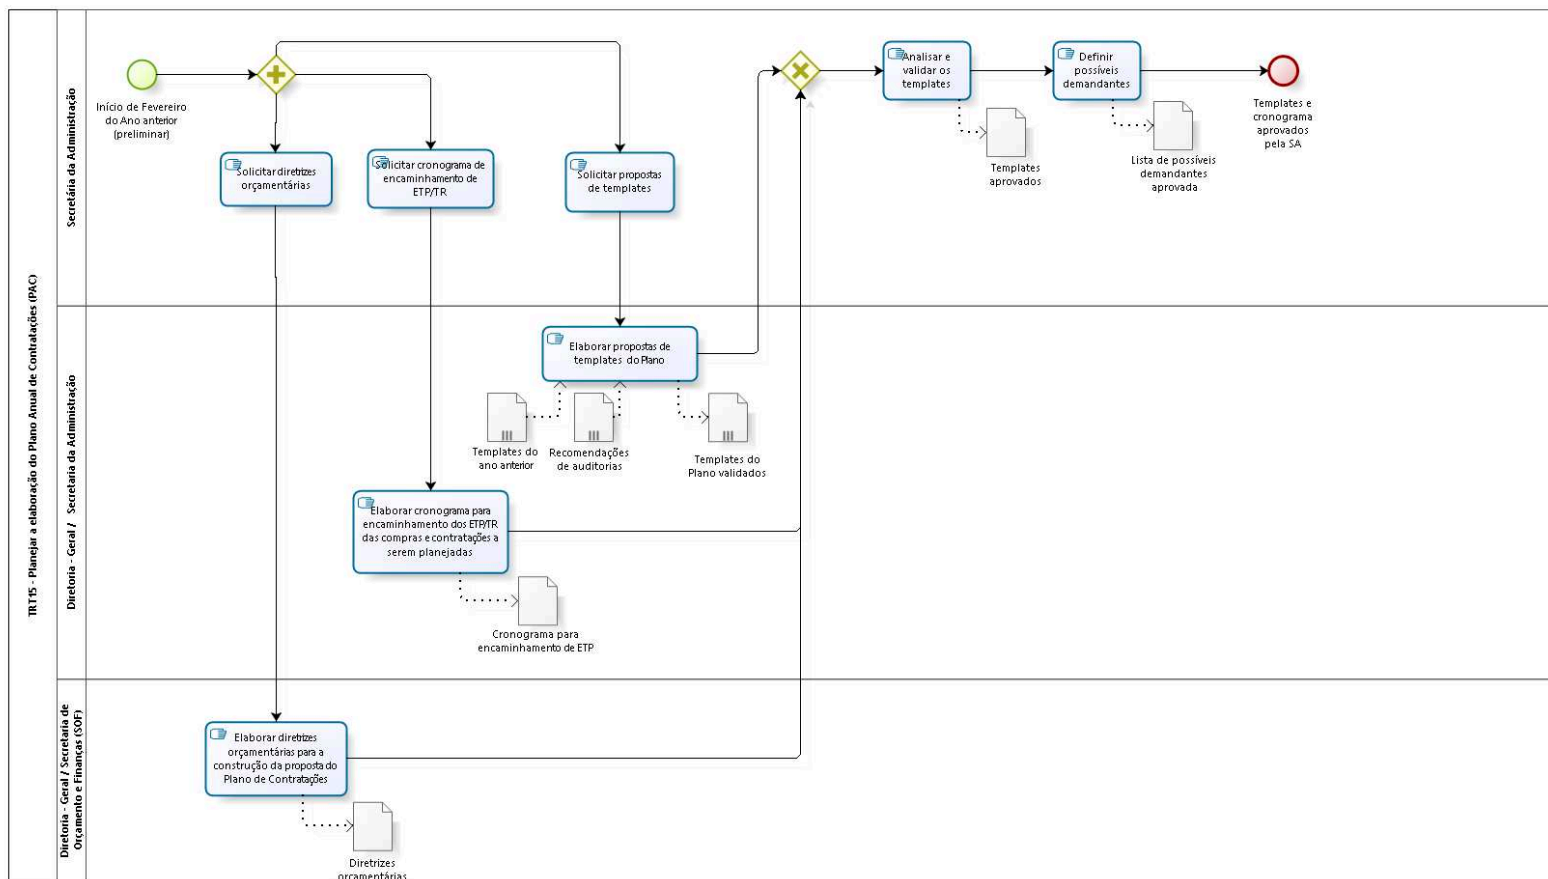 TRT15 - Planejar a elaboração do Plano Anual de Contratações (PAC)
Secretária da Administração
Início de Fevereiro
do Ano anterior
(preliminar)
Solicitar diretrizes
orçamentárias
Solicitar cronograma de
encaminhamento de
ETP/TR
Solicitar propostas
de templates
Analisar e
validar os
templates
Templates
aprovados
Definir
possíveis
demandantes
Lista de possíveis
demandantes
aprovada
Templates e
cronograma
aprovados
pela SA
Diretoria - Geral / Secretaria da Administração
Elaborar propostas de
templates do Plano
Templates do
ano anterior
Recomendações
de auditorias
Templates do
Plano validados
Elaborar cronograma para
encaminhamento dos ETP/TR
das compras e contratações a
serem planejadas
Cronograma para
encaminhamento de ETP
Diretoria - Geral / Secretaria de
Orçamento e Finanças (SOF)
Elaborar diretrizes
orçamentárias para a
construção da proposta do
Plano de Contratações
Diretrizes
orçamentárias